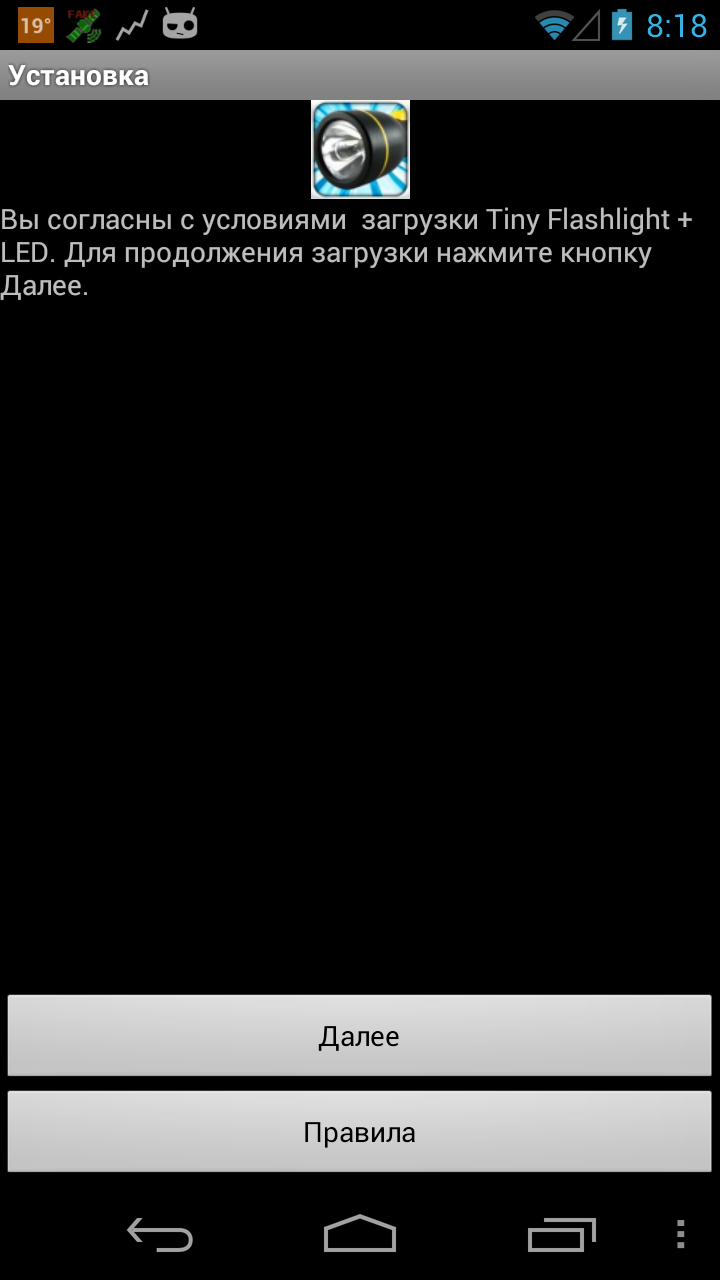 19°
FAKE
8:18
Установка
Вы согласны с условиями  загрузки Tiny Flashlight +
LED. Для продолжения загрузки нажмите кнопку
Далее.
Далее
Правила